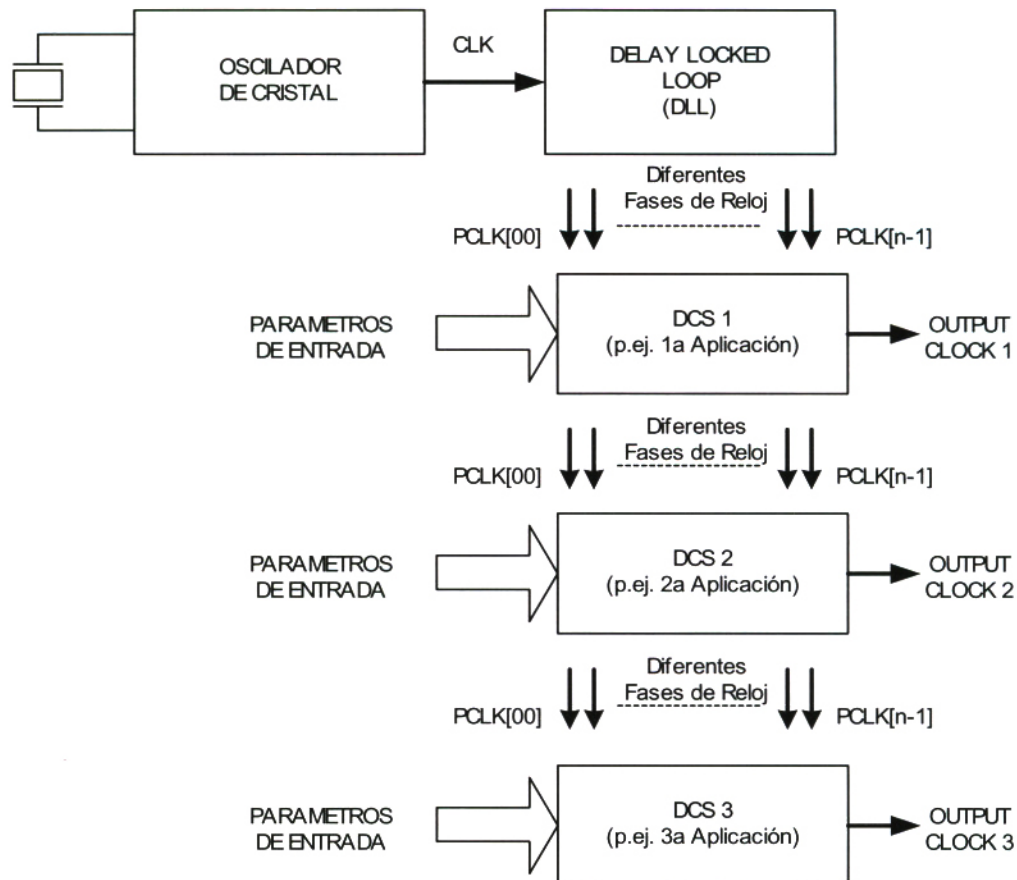 OSCILADOR
DE CRISTAL
CLK
DELAY LOCKED
LOOP
(DLL)
Diferentes
Fases de Reloj
PCLK[00]
PCLK[n-1]
PARAMETROS
DE ENTRADA
DCS 1
(p.ej. 1a Aplicación)
OUTPUT
CLOCK 1
Diferentes
Fases de Reloj
PCLK[00]
PCLK[n-1]
PARAMETROS
DE ENTRADA
DCS 2
(p.ej. 2a Aplicación)
OUTPUT
CLOCK 2
Diferentes
Fases de Reloj
PCLK[00]
PCLK[n-1]
PARAMETROS
DE ENTRADA
DCS 3
(p.ej. 3a Aplicación)
OUTPUT
CLOCK 3